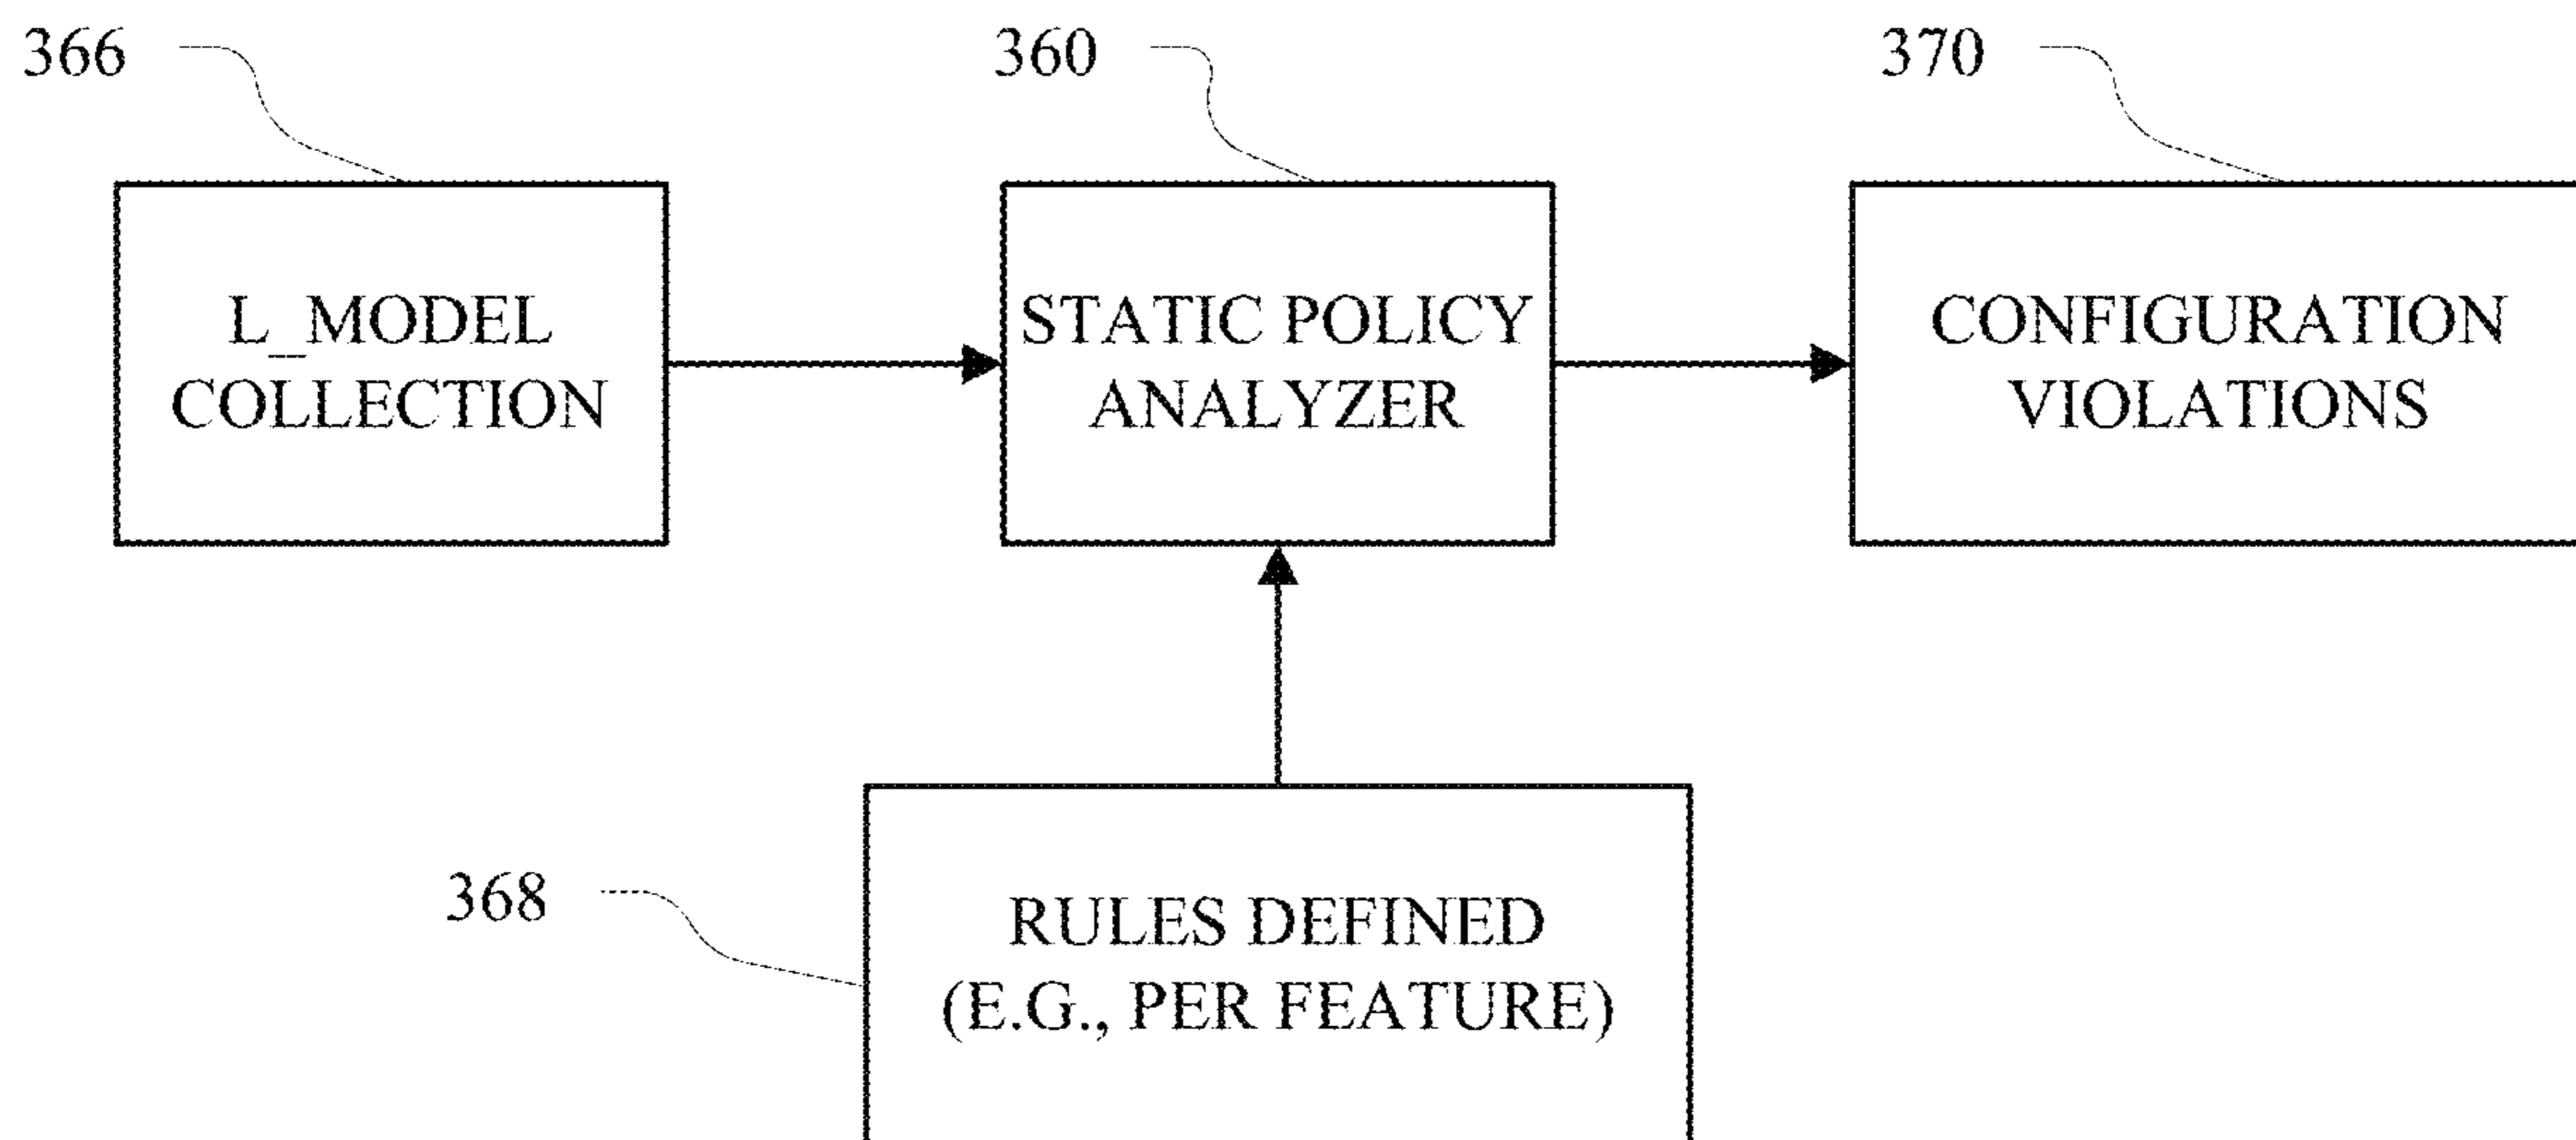 366
360
370
L_MODEL
COLLECTION
STATIC POLICY
ANALYZER
CONFIGURATION
VIOLATIONS
368
RULES DEFINED
(E.G., PER FEATURE)